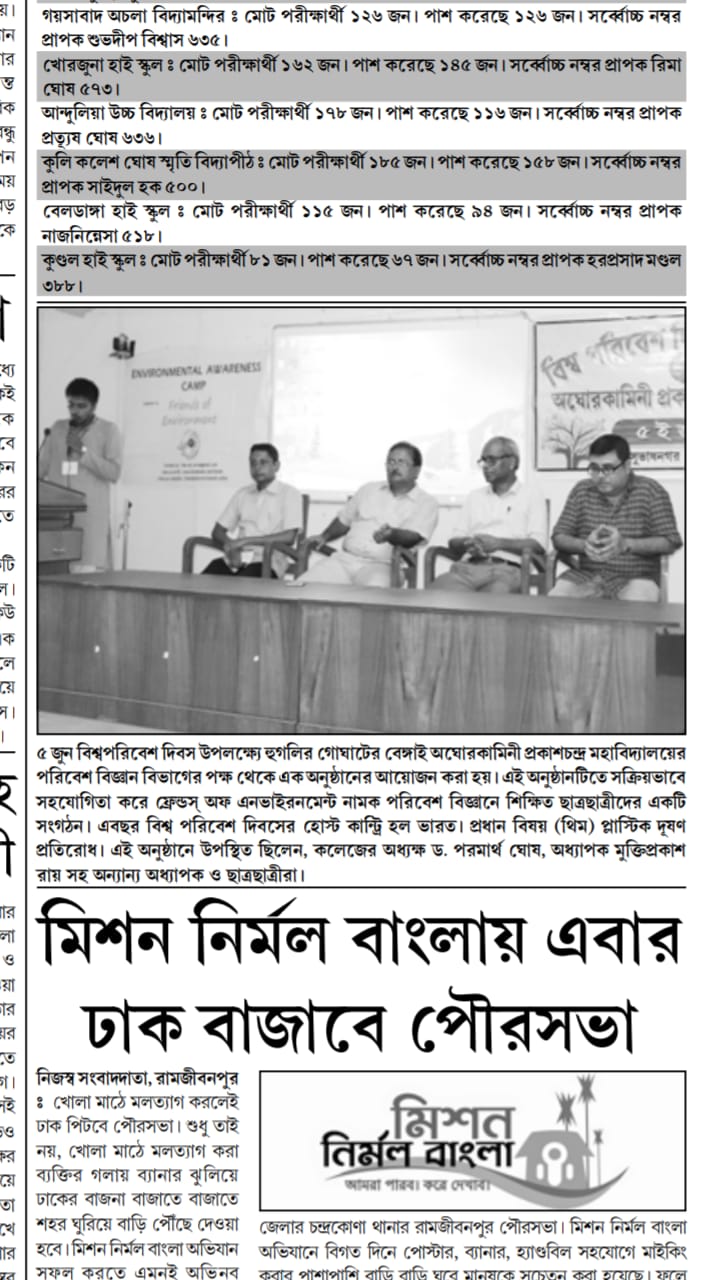 গয়সাবাদ অচলা বিদ্যামন্দির ঃ মোট পরীক্ষার্থী ১২৬ জন। পাশ করেছে ১২৬ জন। সর্ব্বোচ্চ নম্বর
প্রাপক শুভদীপ বিশ্বাস ৬৩৫।
খোরজুনা হাই স্কুল ঃ মোট পরীক্ষার্থী ১৬২ জন। পাশ করেছে ১৪৫ জন। সর্ব্বোচ্চ নম্বর প্রাপক রিমা
ঘোষ ৫৭৩।
আন্দুলিয়া উচ্চ বিদ্যালয় ঃ মোট পরীক্ষার্থী ১৭৮ জন। পাশ করেছে ১১৬ জন। সর্ব্বোচ্চ নম্বর প্রাপক
প্রত্যুষ ঘোষ ৬৩৬।
কুলি কলেশ ঘোষ স্মৃতি বিদ্যাপীঠ ঃ মোট পরীক্ষার্থী ১৮৫ জন। পাশ করেছে ১৫৮ জন। সর্ব্বোচ্চ নম্বর
প্রাপক সাইদুল হক ৫০০।
বেলডাঙ্গা হাই স্কুল ঃ মোট পরীক্ষার্থী ১১৫ জন। পাশ করেছে ৯৪ জন। সর্ব্বোচ্চ নম্বর প্রাপক
নাজনিন্নেসা ৫১৮।
কুণ্ডল হাই স্কুল ঃ মোট পরীক্ষার্থী ৮১ জন। পাশ করেছে ৬৭ জন। সর্ব্বোচ্চ নম্বর প্রাপক হরপ্রসাদ মণ্ডল
৩৮৮।
ENVIRONMENTAL AWARENESS
CAMP
Friends of
Environment
বিশ্ব পরিবেশ
অঘোরকামিনী প্রক
৫ ই
সুভাষনগর
৫ জুন বিশ্বপরিবেশ দিবস উপলক্ষ্যে হুগলির গোঘাটের বেঙ্গাই অঘোরকামিনী প্রকাশচন্দ্র মহাবিদ্যালয়ের
পরিবেশ বিজ্ঞান বিভাগের পক্ষ থেকে এক অনুষ্ঠানের আয়োজন করা হয়। এই অনুষ্ঠানটিতে সক্রিয়ভাবে
সহযোগিতা করে ফ্রেন্ডস্ অফ এনভাইরনমেন্ট নামক পরিবেশ বিজ্ঞানে শিক্ষিত ছাত্রছাত্রীদের একটি
সংগঠন। এবছর বিশ্ব পরিবেশ দিবসের হোস্ট কান্ট্রি হল ভারত। প্রধান বিষয় (থিম) প্লাস্টিক দূষণ
প্রতিরোধ। এই অনুষ্ঠানে উপস্থিত ছিলেন, কলেজের অধ্যক্ষ ড. পরমার্থ ঘোষ, অধ্যাপক মুক্তিপ্রকাশ
রায় সহ অন্যান্য অধ্যাপক ও ছাত্রছাত্রীরা।
মিশন নির্মল বাংলায় এবার
ঢাক বাজাবে পৌরসভা
নিজস্ব সংবাদদাতা, রামজীবনপুর
ঃ খোলা মাঠে মলত্যাগ করলেই
ঢাক পিটবে পৌরসভা। শুধু তাই
নয়, খোলা মাঠে মলত্যাগ করা
ব্যক্তির গলায় ব্যানার ঝুলিয়ে
ঢাকের বাজনা বাজাতে বাজাতে
শহর ঘুরিয়ে বাড়ি পৌঁছে দেওয়া
হবে। মিশন নির্মল বাংলা অভিযান
সফল করতে এমনই অভিনব
মিশন
নির্মল বাংলা
আমরা পারব। করে দেখাব।
জেলার চন্দ্রকোণা থানার রামজীবনপুর পৌরসভা। মিশন নির্মল বাংলা
অভিযানে বিগত দিনে পোস্টার, ব্যানার, হ্যাণ্ডবিল সহযোগে মাইকিং
করার পাশাপাশি বাড়ি বাড়ি ঘুরে মানুষকে সচেতন করা হয়েছে। ফলে